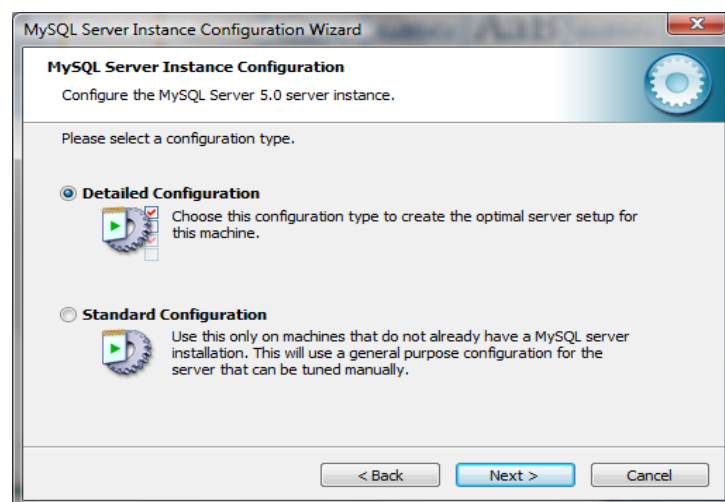 MySQL Server Instance Configuration Wizard
MySQL Server Instance Configuration
Configure the MySQL Server 5.0 server instance.
Please select a configuration type.
Detailed Configuration
Choose this configuration type to create the optimal server setup for
this machine.
Standard Configuration
Use this only on machines that do not already have a MySQL server
installation. This will use a general purpose configuration for the
server that can be tuned manually.
< Back Next > Cancel